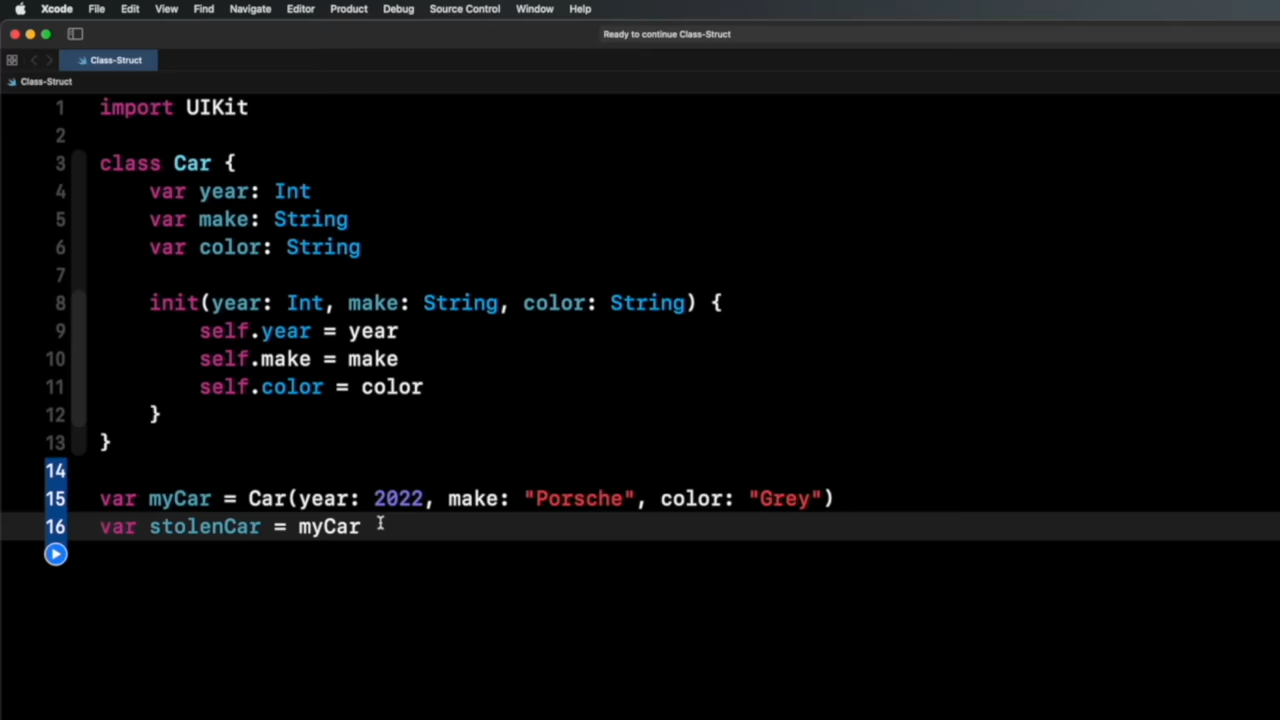 Xcode File Edit View Navigate Editor Product Debug Source Control Window Help
Ready to continue Class-Struct
Class-Struct
Class-Struct
1 import UIKit
2
3 class Car {
4     var year: Int
5     var make: String
6     var color: String
7
8     init(year: Int, make: String, color: String) {
9         self.year = year
10         self.make = make
11         self.color = color
12     }
13 }
14
15 var myCar = Car(year: 2022, make: "Porsche", color: "Grey")
16 var stolenCar = myCar